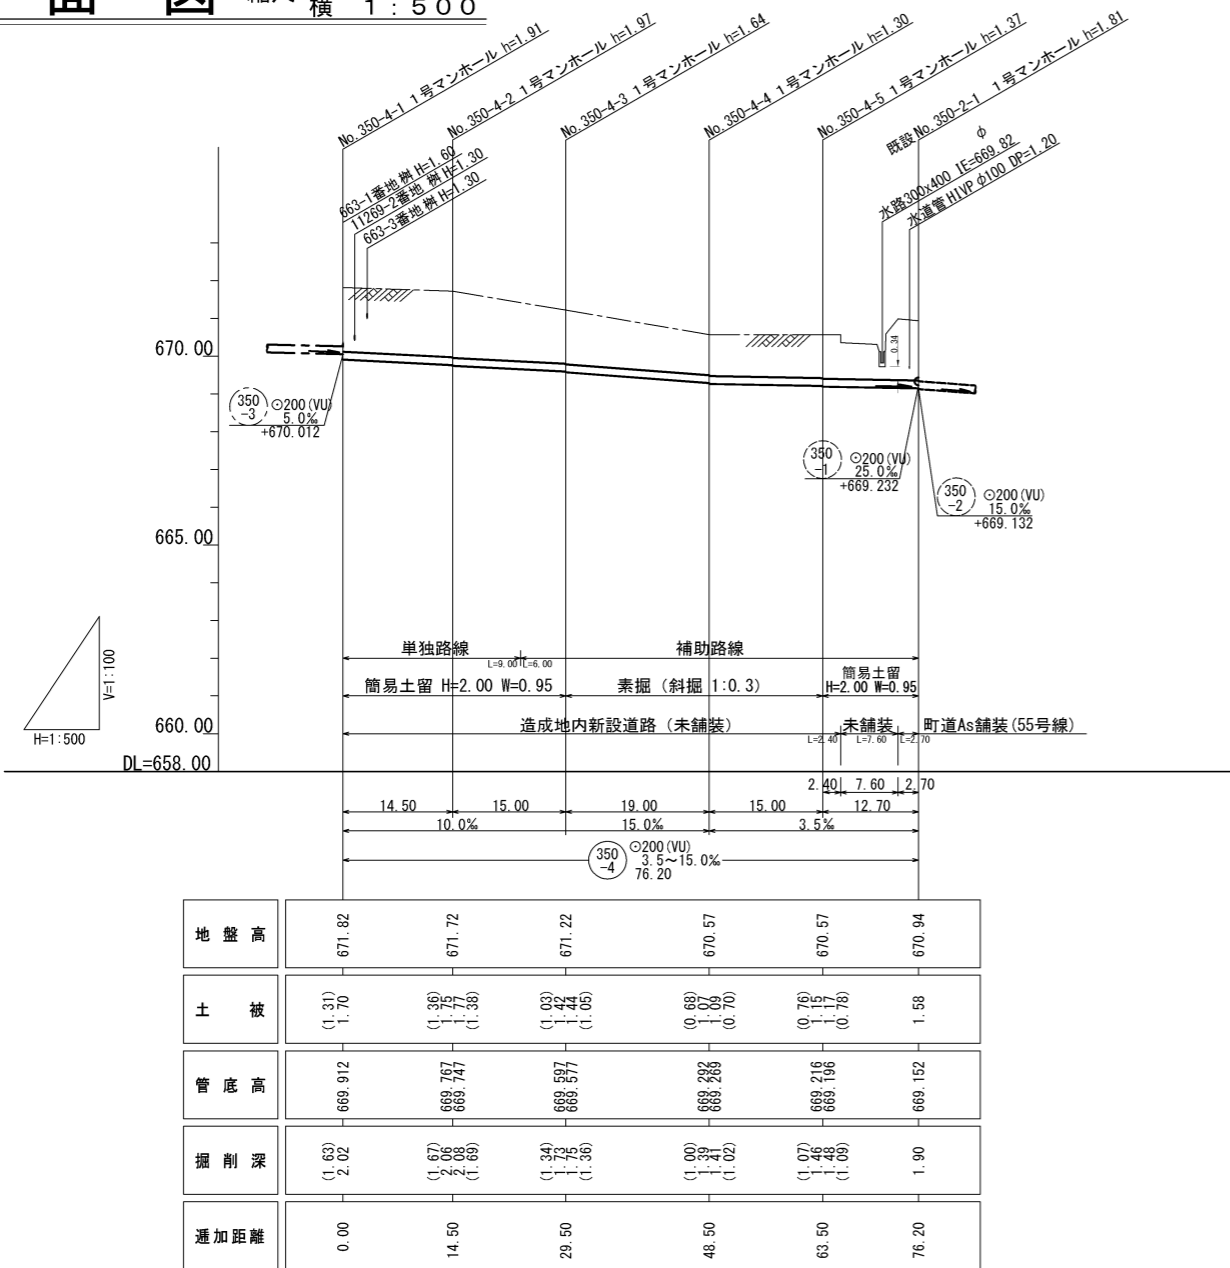 面 図
横 1:500
No.350-4-1 1号マンホール h=1.91
No.350-4-2 1号マンホール h=1.97
No.350-4-3 1号マンホール h=1.64
No.350-4-4 1号マンホール h=1.30
No.350-4-5 1号マンホール h=1.37
既設No.350-2-1 1号マンホール h=1.81
φ
663-1番地 桝 H=1.60
11269-2番地 桝 H=1.30
663-3番地 桝 H=1.30
水路300x400 IE=669.82
水道管HIVPφ100 DP=1.20
0.34
670.00
350
-3
⊙200(VU)
5.0‰
+670.012
350
-1
⊙200(VU)
25.0‰
+669.232
350
-2
⊙200(VU)
15.0‰
+669.132
665.00
単独路線
補助路線
L=9.00
L=6.00
簡易土留 H=2.00 W=0.95
素掘(斜掘 1:0.3)
簡易土留
H=2.00 W=0.95
V=1:100
H=1:500
660.00
造成地内新設道路(未舗装)
未舗装
町道As舗装(55号線)
L=2.40
L=7.60
L=2.70
DL=658.00
2.40
7.60
2.70
14.50
15.00
19.00
15.00
12.70
10.0‰
15.0‰
3.5‰
350
-4
⊙200(VU)
3.5~15.0‰
76.20
地盤高
671.82
671.72
671.22
670.57
670.57
670.94
土被
(1.31)
1.70
(1.36)
1.75
1.77
(1.38)
(1.03)
1.42
1.44
(1.05)
(0.68)
1.07
1.09
(0.70)
(0.76)
1.15
1.17
(0.78)
1.58
管底高
669.912
669.767
669.747
669.597
669.577
669.292
669.269
669.216
669.196
669.152
掘削深
(1.63)
2.02
(1.67)
2.06
2.08
(1.69)
(1.34)
1.73
1.75
(1.36)
(1.00)
1.39
1.41
(1.02)
(1.07)
1.46
1.48
(1.09)
1.90
逓加距離
0.00
14.50
29.50
48.50
63.50
76.20